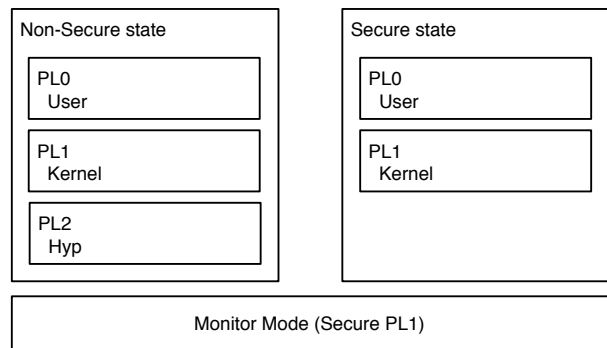 Non-Secure state
PL0
User
PL1
Kernel
PL2
Hyp
Secure state
PL0
User
PL1
Kernel
Monitor Mode (Secure PL1)